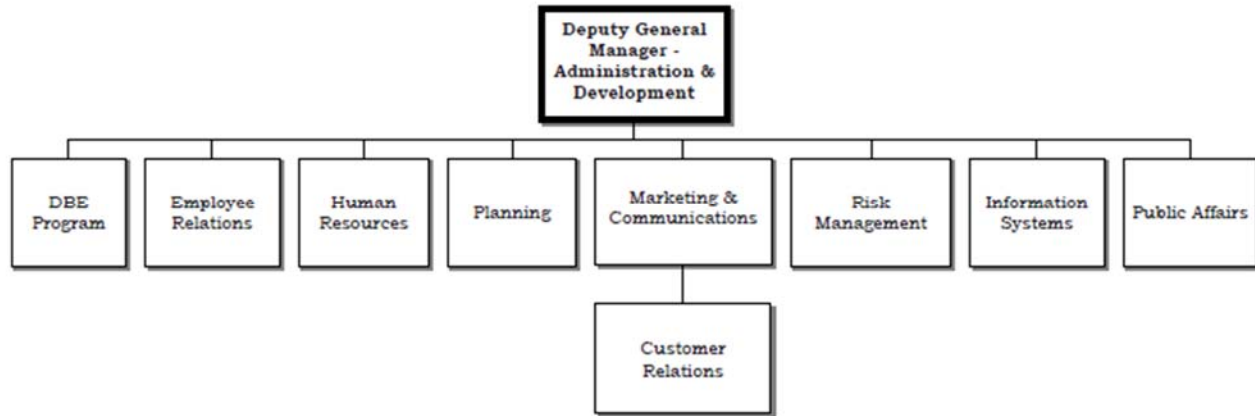 Deputy General
Manager -
Administration &
Development
DBE
Program
Employee
Relations
Human
Resources
Planning
Marketing &
Communications
Risk
Management
Information
Systems
Public Affairs
Customer
Relations